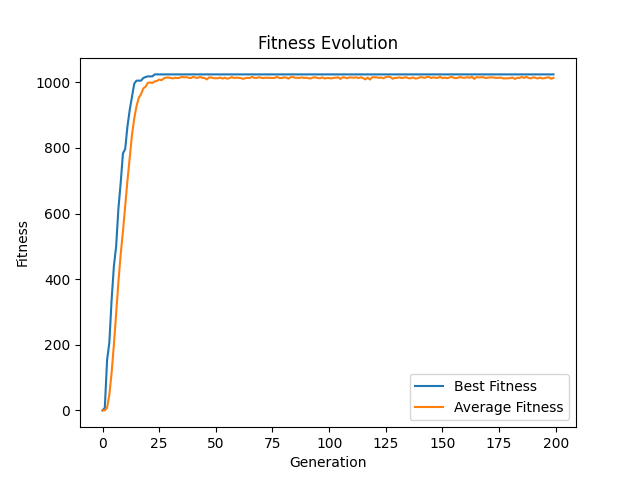 Fitness Evolution
Fitness
1000
800
600
400
200
0
0 25 50 75 100 125 150 175 200
Generation
Best Fitness
Average Fitness